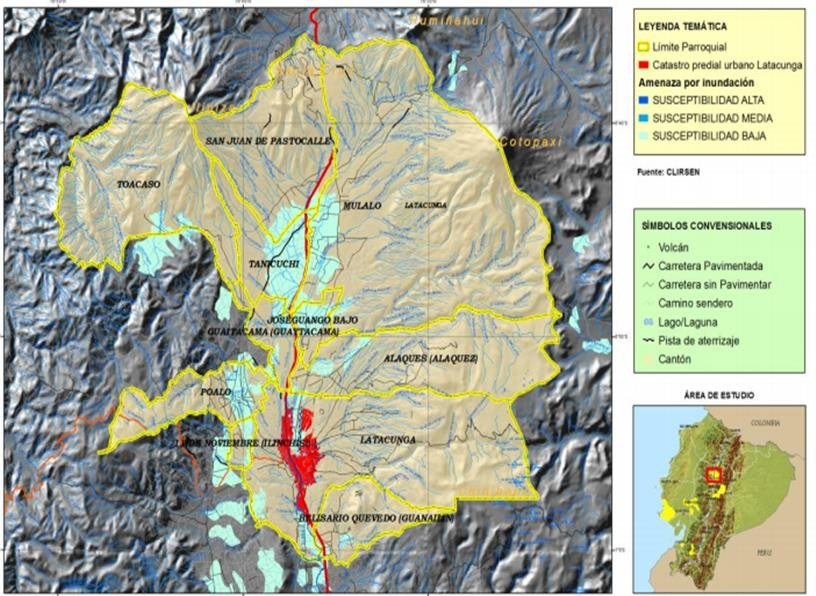 Rumiñahui
Cotopaxi
SAN JUAN DE PASTOCALLE
TOACASO
MULALO
LATACUNGA
TANICUCHI
JOSEGUANGO BAJO
GUAITACAMA (GUAYTACAMA)
ALAQUES (ALAQUEZ)
POALO
NOVIEMBRE (ILINCHISI)
LATACUNGA
BELISARIO QUEVEDO (GUANAILIN)
LEYENDA TEMÁTICA
Límite Parroquial
Catastro predial urbano Latacunga
Amenaza por inundación
SUSCEPTIBILIDAD ALTA
SUSCEPTIBILIDAD MEDIA
SUSCEPTIBILIDAD BAJA
Fuente: CLIRSEN
SÍMBOLOS CONVENSIONALES
Volcán
Carretera Pavimentada
Carretera sin Pavimentar
Camino sendero
Lago/Laguna
Pista de aterrizaje
Cantón
ÁREA DE ESTUDIO
COLOMBIA
PERU